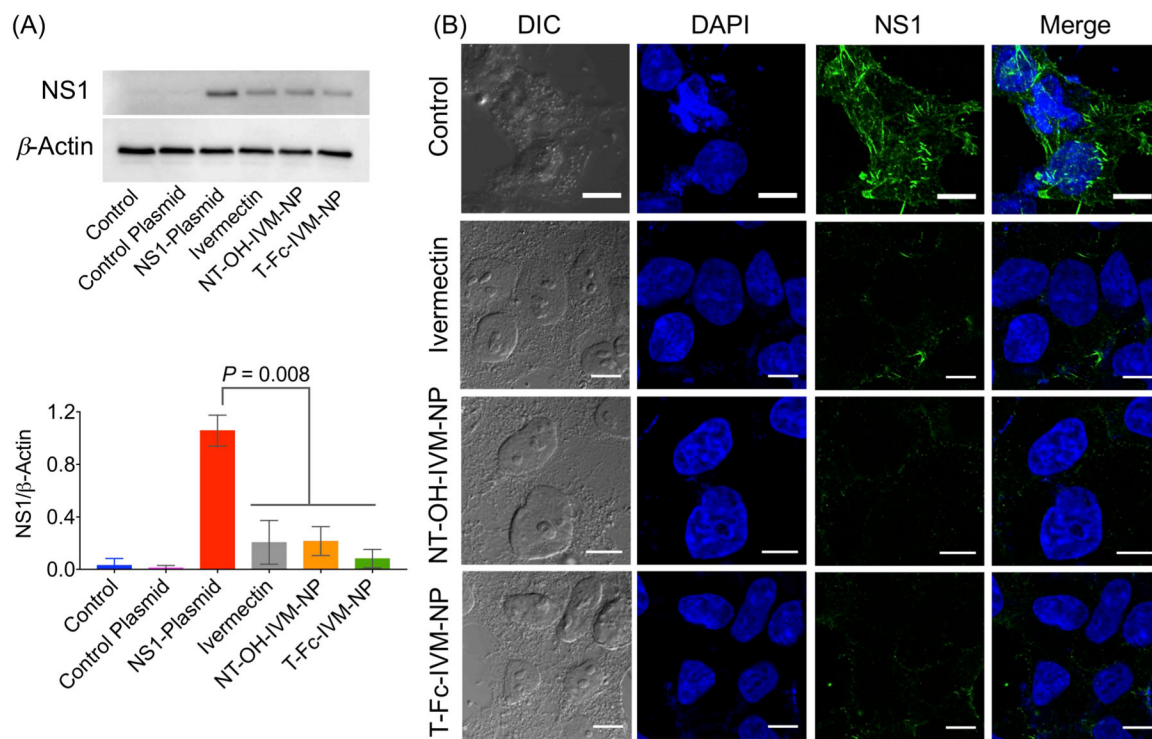 (A)
NS1
β-Actin
Control
Control Plasmid
NS1-Plasmid
Ivermectin
NT-OH-IVM-NP
T-Fc-IVM-NP
P = 0.008
NS1/β-Actin
1.2
0.8
0.4
0.0
Control
Control Plasmid
NS1-Plasmid
Ivermectin
NT-OH-IVM-NP
T-Fc-IVM-NP
(B)
DIC DAPI NS1 Merge
Control
Ivermectin
NT-OH-IVM-NP
T-Fc-IVM-NP